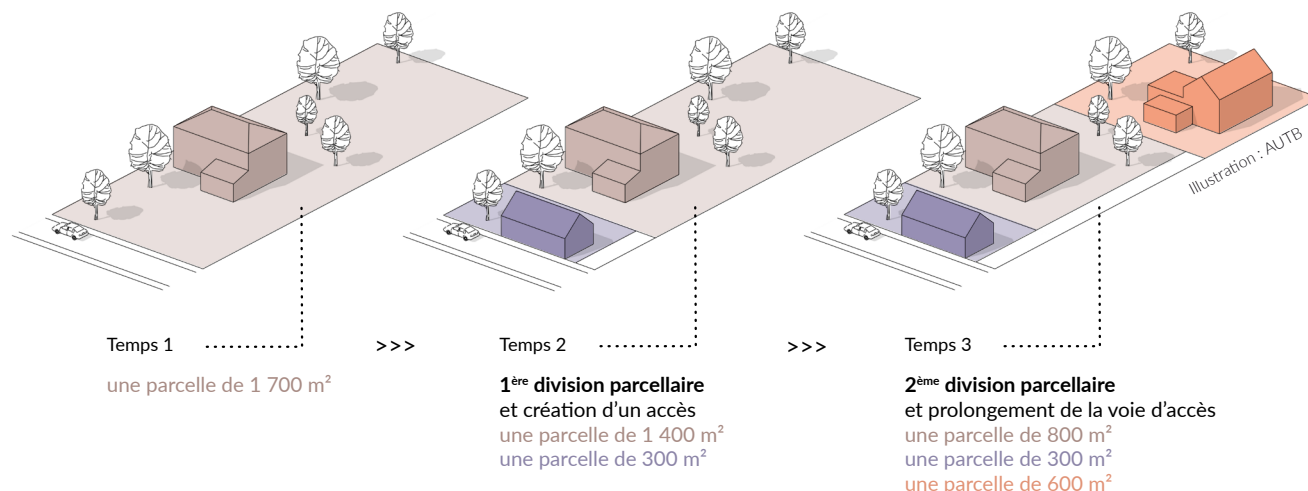 Illustration : AUTB
Temps 1
>>>
Temps 2
>>>
Temps 3
une parcelle de 1 700 m²
1ère division parcellaire
et création d'un accès
une parcelle de 1 400 m²
une parcelle de 300 m²
2ème division parcellaire
et prolongement de la voie d'accès
une parcelle de 800 m²
une parcelle de 300 m²
une parcelle de 600 m²